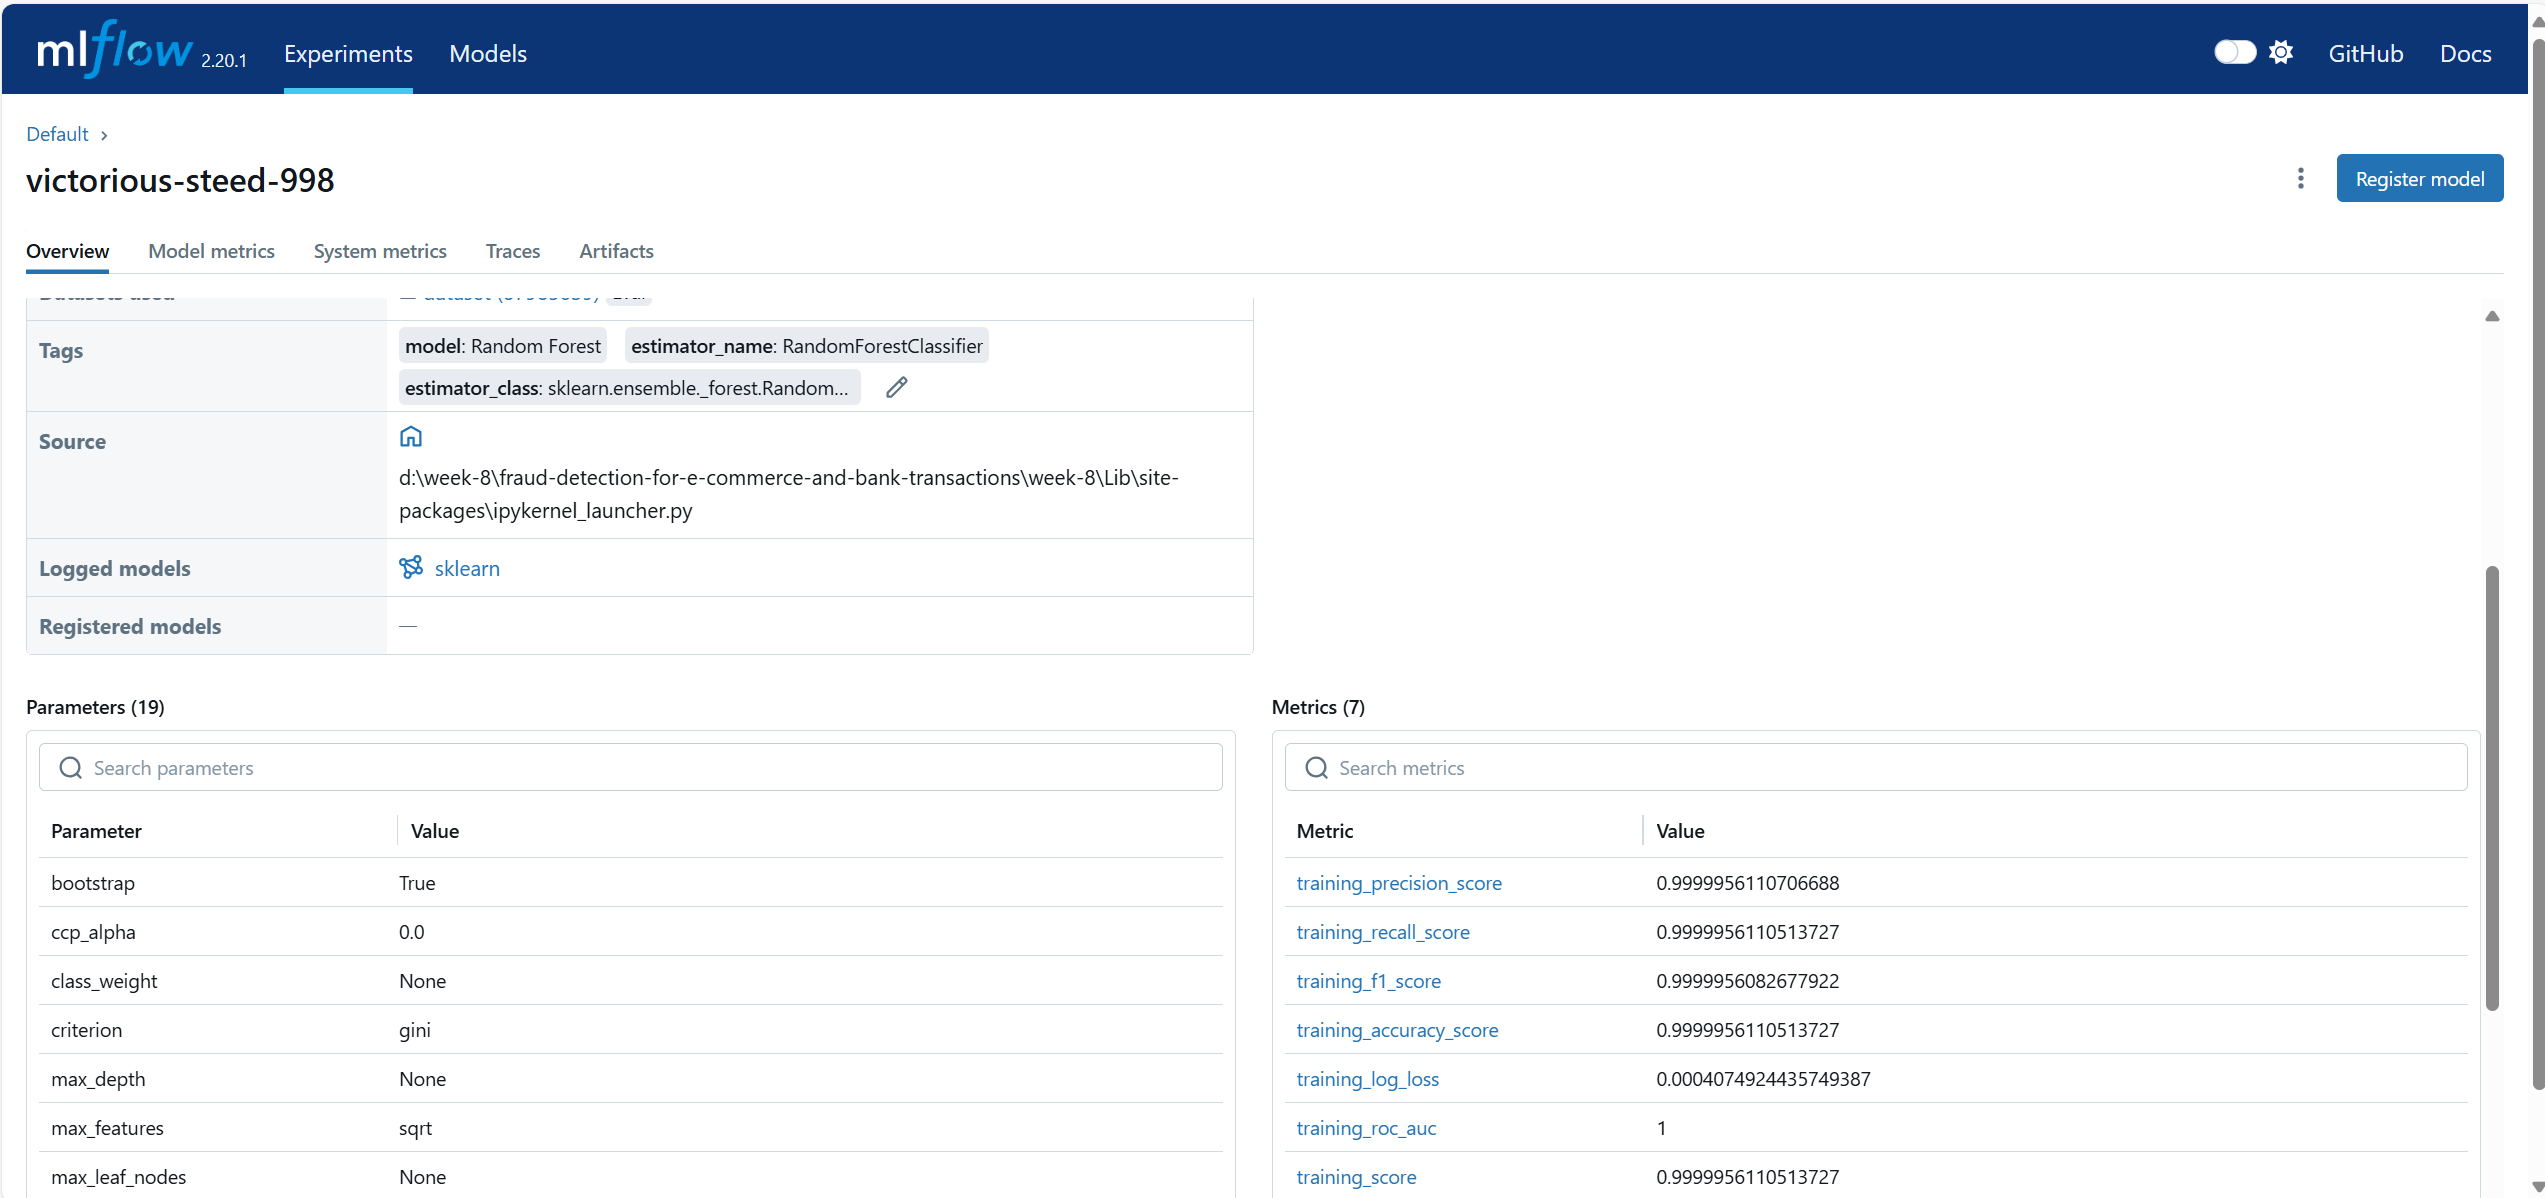 mlflow 2.20.1 Experiments Models GitHub Docs
Default ›
victorious-steed-998
Register model
Overview Model metrics System metrics Traces Artifacts
Tags
model: Random Forest estimator_name: RandomForestClassifier
estimator_class: sklearn.ensemble._forest.Random...
Source
d:\week-8\fraud-detection-for-e-commerce-and-bank-transactions\week-8\Lib\site-
packages\ipykernel_launcher.py
Logged models sklearn
Registered models —
Parameters (19)
Search parameters
Parameter Value
bootstrap True
ccp_alpha 0.0
class_weight None
criterion gini
max_depth None
max_features sqrt
max_leaf_nodes None
Metrics (7)
Search metrics
Metric Value
training_precision_score 0.9999956110706688
training_recall_score 0.9999956110513727
training_f1_score 0.9999956082677922
training_accuracy_score 0.9999956110513727
training_log_loss 0.0004074924435749387
training_roc_auc 1
training_score 0.9999956110513727